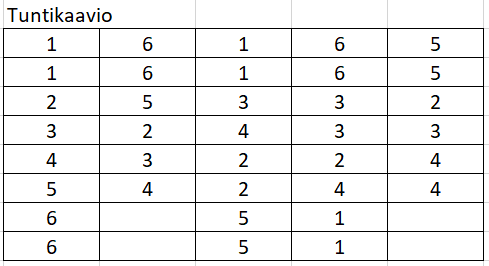 Tuntikaavio
1 6 1 6 5
1 6 1 6 5
2 5 3 3 2
3 2 4 3 3
4 3 2 2 4
5 4 2 4 4
6 5 1
6 5 1